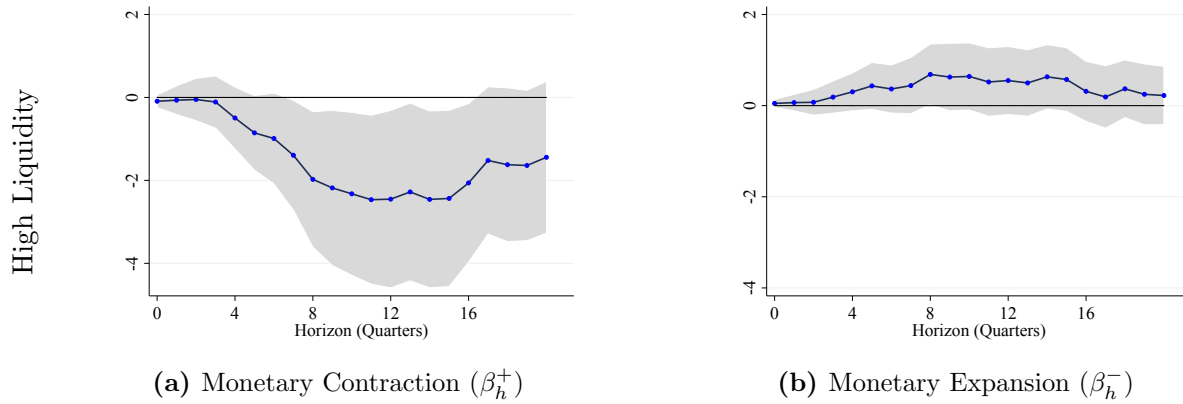 High Liquidity
2
0
-2
-4
0 4 8 12 16
Horizon (Quarters)
(a) Monetary Contraction (β_h^+)
2
0
-2
-4
0 4 8 12 16
Horizon (Quarters)
(b) Monetary Expansion (β_h^-)